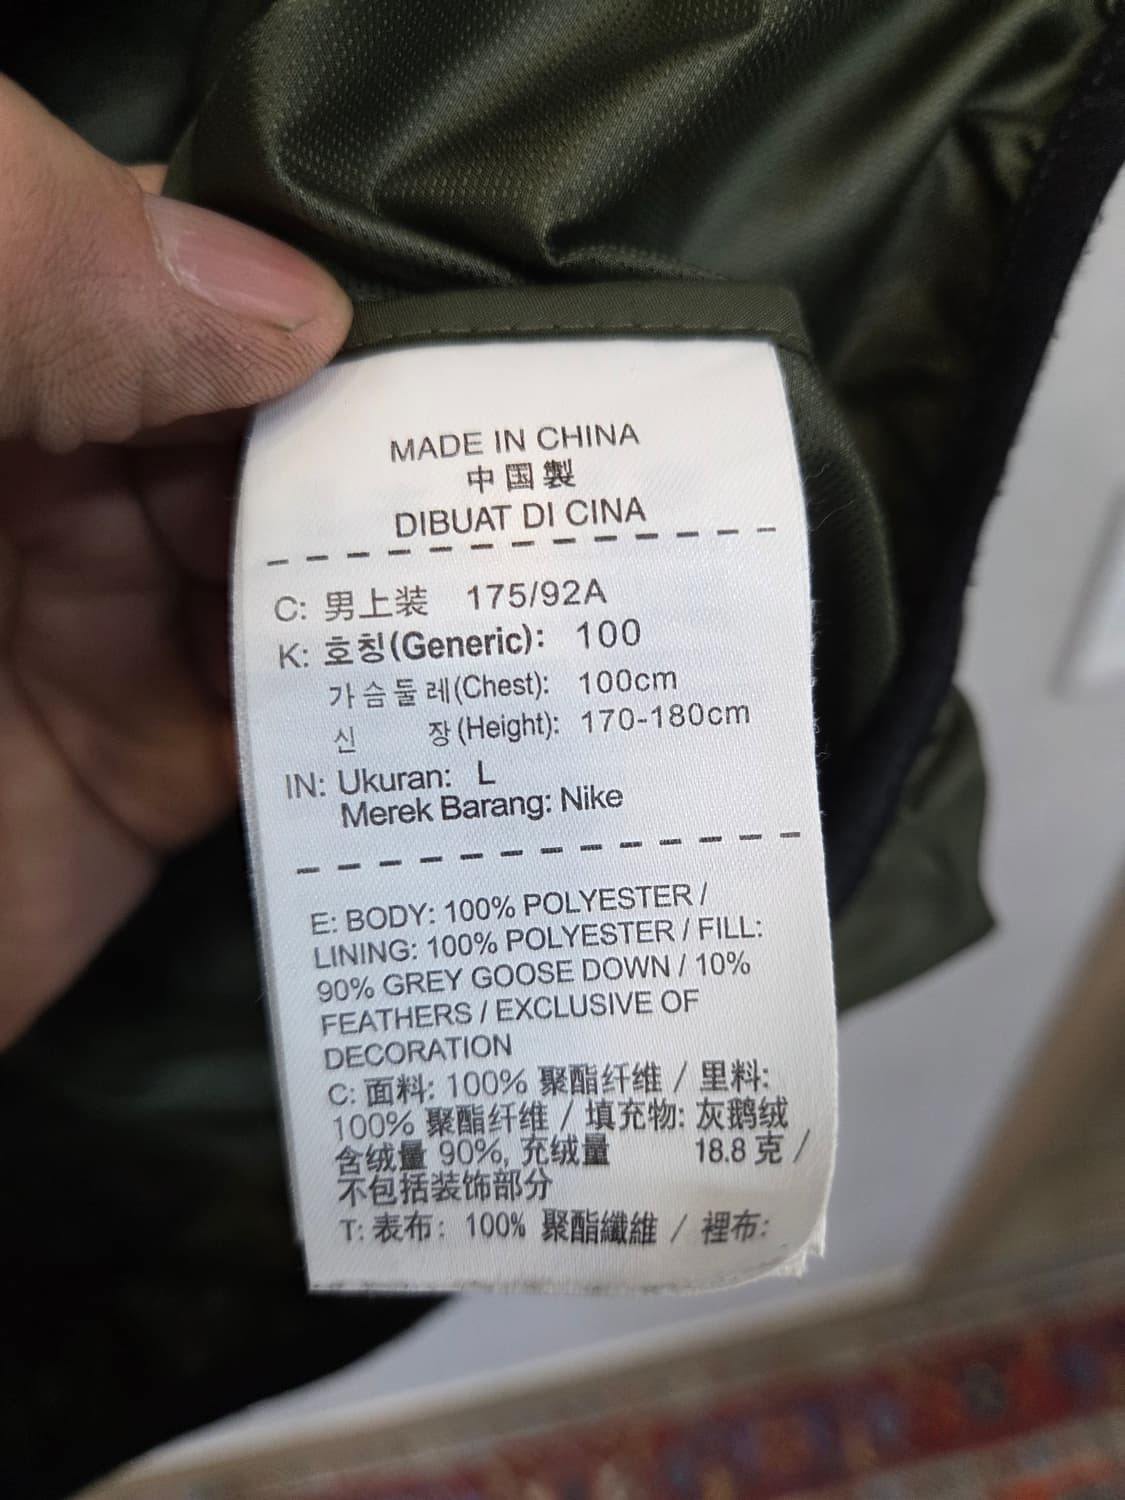 MADE IN CHINA
中国製
DIBUAT DI CINA
C: 男上装 175/92A
K: 호칭(Generic): 100
가슴둘레(Chest): 100cm
신 장(Height): 170-180cm
IN: Ukuran: L
Merek Barang: Nike
E: BODY: 100% POLYESTER /
LINING: 100% POLYESTER / FILL:
90% GREY GOOSE DOWN / 10%
FEATHERS / EXCLUSIVE OF
DECORATION
C: 面料: 100% 聚酯纤维 / 里料:
100% 聚酯纤维 / 填充物: 灰鹅绒
含绒量 90%, 充绒量 18.8 克 /
不包括装饰部分
T: 表布: 100% 聚酯纖維 / 裡布: